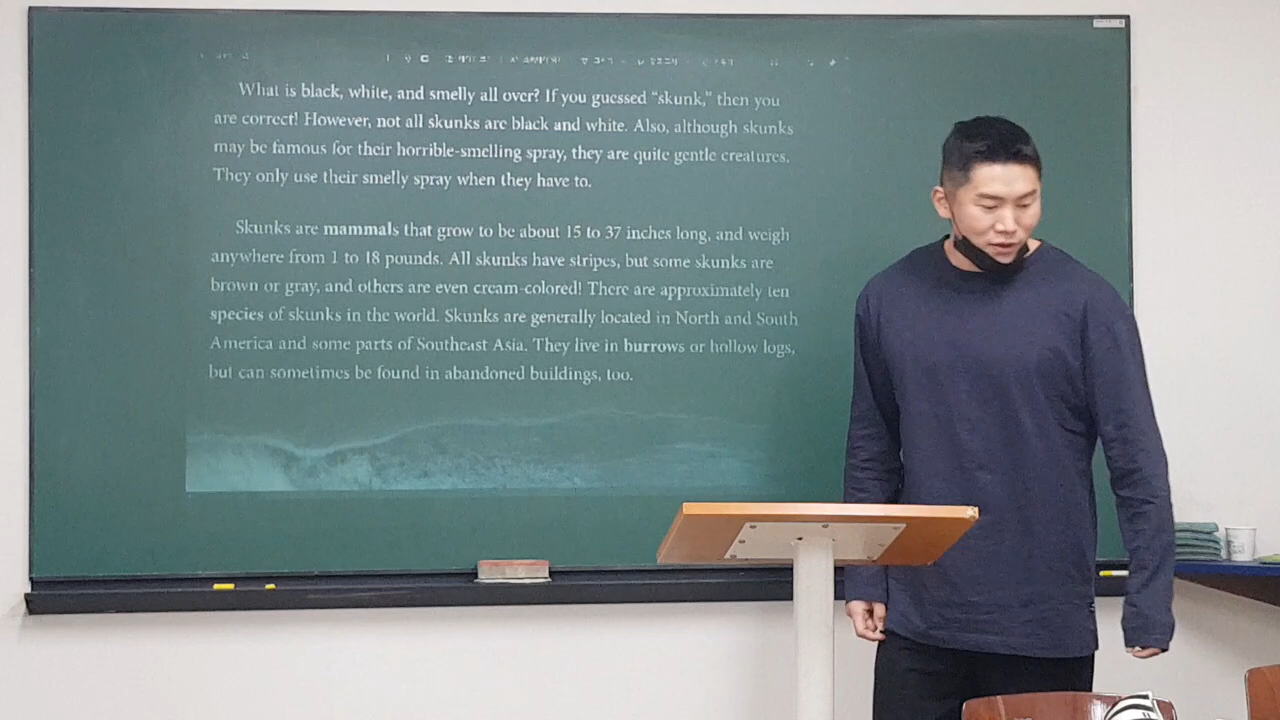 What is black, white, and smelly all over? If you guessed “skunk,” then you
are correct! However, not all skunks are black and white. Also, although skunks
may be famous for their horrible-smelling spray, they are quite gentle creatures.
They only use their smelly spray when they have to.
Skunks are mammals that grow to be about 15 to 37 inches long, and weigh
anywhere from 1 to 18 pounds. All skunks have stripes, but some skunks are
brown or gray, and others are even cream-colored! There are approximately ten
species of skunks in the world. Skunks are generally located in North and South
America and some parts of Southeast Asia. They live in burrows or hollow logs,
but can sometimes be found in abandoned buildings, too.